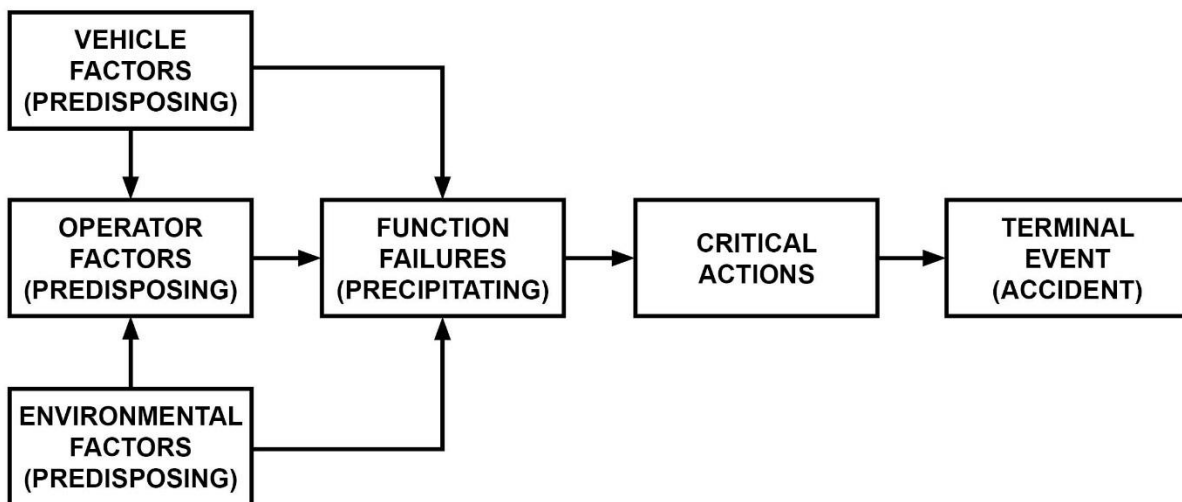 VEHICLE
FACTORS
(PREDISPOSING)
OPERATOR
FACTORS
(PREDISPOSING)
FUNCTION
FAILURES
(PRECIPITATING)
CRITICAL
ACTIONS
TERMINAL
EVENT
(ACCIDENT)
ENVIRONMENTAL
FACTORS
(PREDISPOSING)